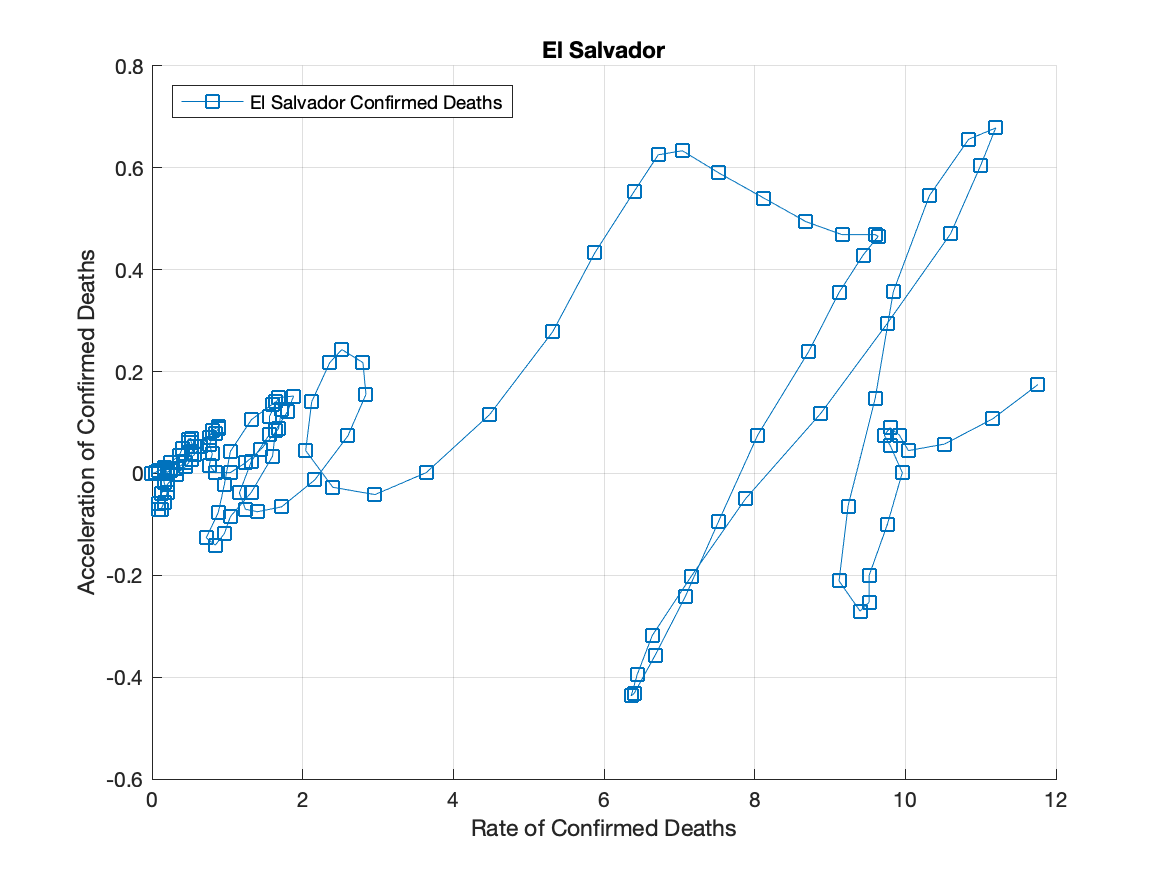 El Salvador
0.8
El Salvador Confirmed Deaths
0.6
0.4
0.2
0
-0.2
-0.4
-0.6
Acceleration of Confirmed Deaths
0 2 4 6 8 10 12
Rate of Confirmed Deaths